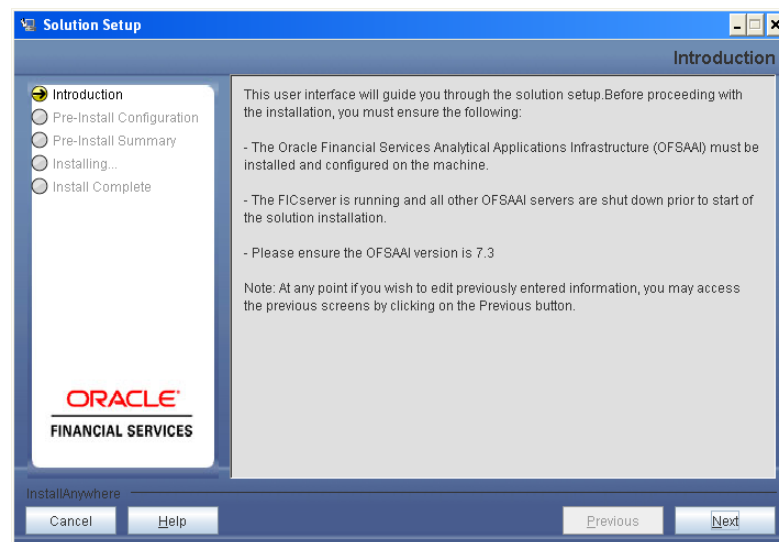 Solution Setup
Introduction
Introduction
Pre-Install Configuration
Pre-Install Summary
Installing...
Install Complete
This user interface will guide you through the solution setup.Before proceeding with
the installation, you must ensure the following:
- The Oracle Financial Services Analytical Applications Infrastructure (OFSAAI) must be
installed and configured on the machine.
- The FICserver is running and all other OFSAAI servers are shut down prior to start of
the solution installation.
- Please ensure the OFSAAI version is 7.3
Note: At any point if you wish to edit previously entered information, you may access
the previous screens by clicking on the Previous button.
ORACLE
FINANCIAL SERVICES
InstallAnywhere
Cancel
Help
Previous
Next